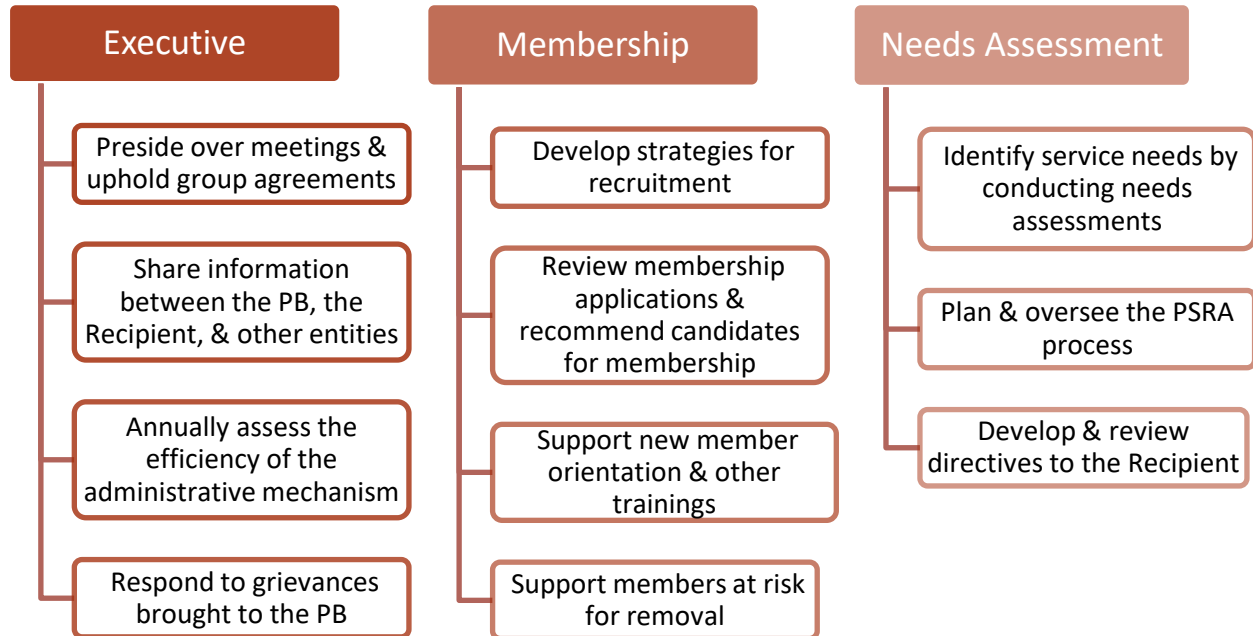 Executive
Preside over meetings &
uphold group agreements
Share information
between the PB, the
Recipient, & other entities
Annually assess the
efficiency of the
administrative mechanism
Respond to grievances
brought to the PB
Membership
Develop strategies for
recruitment
Review membership
applications &
recommend candidates
for membership
Support new member
orientation & other
trainings
Support members at risk
for removal
Needs Assessment
Identify service needs by
conducting needs
assessments
Plan & oversee the PSRA
process
Develop & review
directives to the Recipient